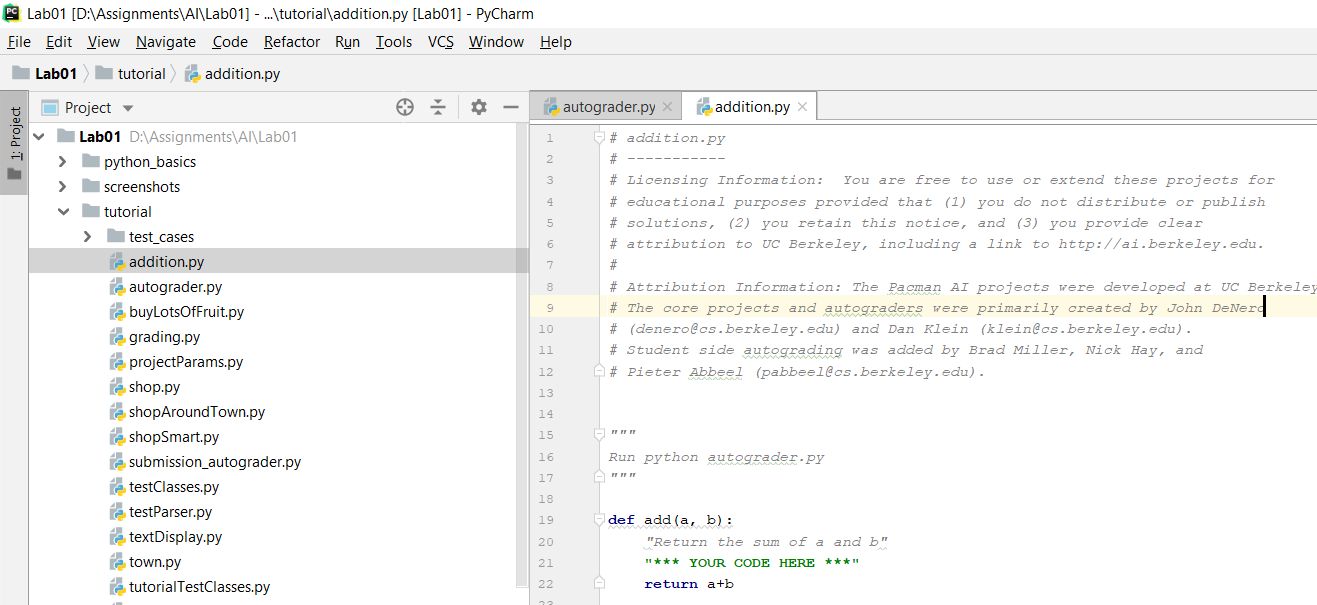 Lab01 [D:\Assignments\AI\Lab01] - ...\tutorial\addition.py [Lab01] - PyCharm
File Edit View Navigate Code Refactor Run Tools VCS Window Help
Lab01 tutorial addition.py
1: Project
Project
Lab01 D:\Assignments\AI\Lab01
python_basics
screenshots
tutorial
test_cases
addition.py
autograder.py
buyLotsOfFruit.py
grading.py
projectParams.py
shop.py
shopAroundTown.py
shopSmart.py
submission_autograder.py
testClasses.py
testParser.py
textDisplay.py
town.py
tutorialTestClasses.py
autograder.py addition.py
1 # addition.py
2 # -----------
3 # Licensing Information:  You are free to use or extend these projects for
4 # educational purposes provided that (1) you do not distribute or publish
5 # solutions, (2) you retain this notice, and (3) you provide clear
6 # attribution to UC Berkeley, including a link to http://ai.berkeley.edu.
7 #
8 # Attribution Information: The Pacman AI projects were developed at UC Berkeley
9 # The core projects and autograders were primarily created by John DeNero
10 # (denero@cs.berkeley.edu) and Dan Klein (klein@cs.berkeley.edu).
11 # Student side autograding was added by Brad Miller, Nick Hay, and
12 # Pieter Abbeel (pabbeel@cs.berkeley.edu).
13
14
15 """
16 Run python autograder.py
17 """
18
19 def add(a, b):
20 "Return the sum of a and b"
21 "*** YOUR CODE HERE ***"
22 return a+b
23